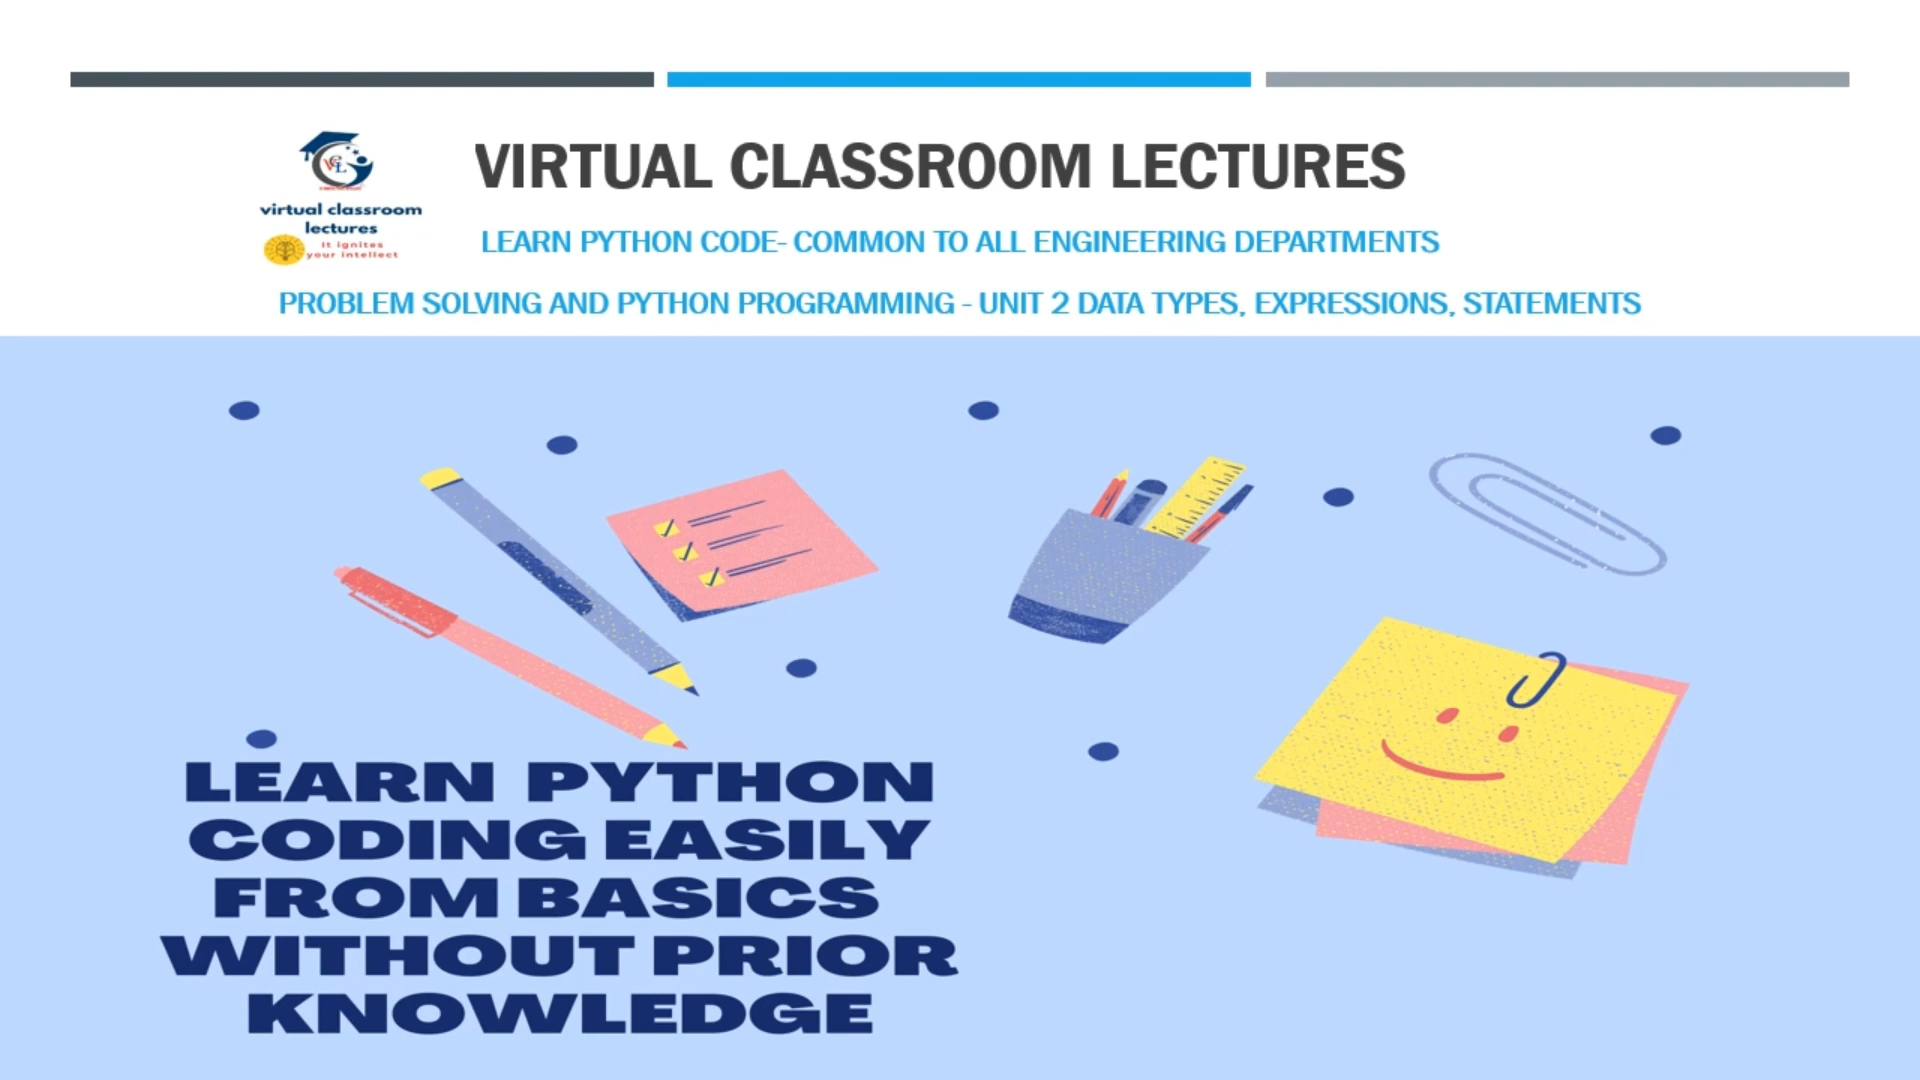 VIRTUAL CLASSROOM LECTURES
virtual classroom
lectures
It ignites
your intellect
LEARN PYTHON CODE- COMMON TO ALL ENGINEERING DEPARTMENTS
PROBLEM SOLVING AND PYTHON PROGRAMMING - UNIT 2 DATA TYPES, EXPRESSIONS, STATEMENTS
LEARN PYTHON
CODING EASILY
FROM BASICS
WITHOUT PRIOR
KNOWLEDGE